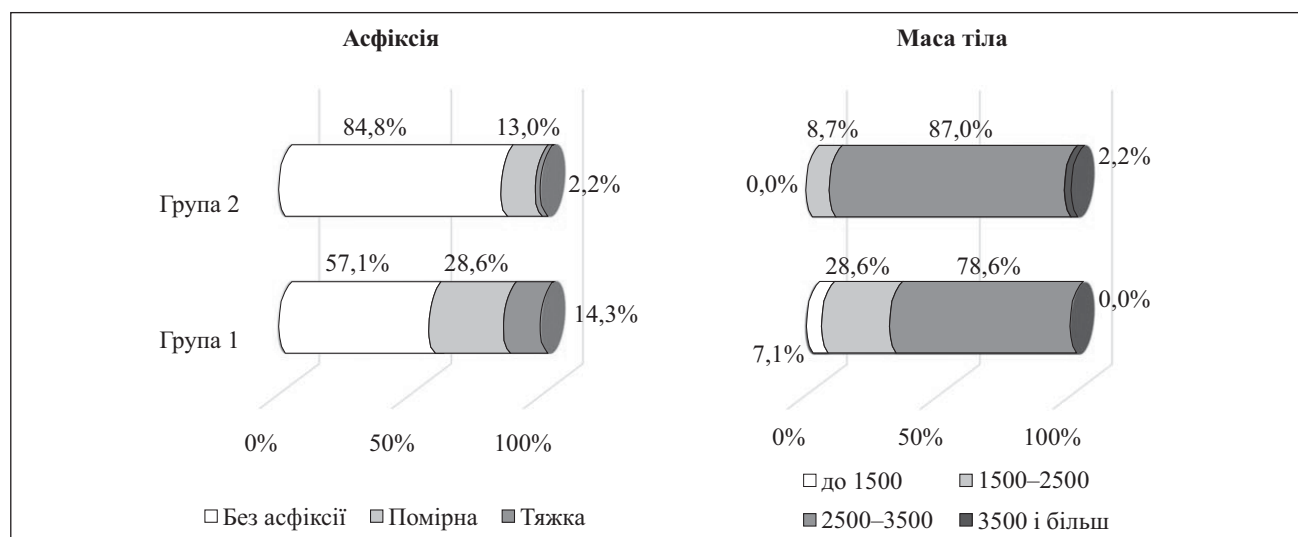 Асфіксія
84,8%
13,0%
2,2%
Група 2
57,1%
28,6%
14,3%
Група 1
0%
50%
100%
□ Без асфіксії □ Помірна □ Тяжка
Маса тіла
8,7%
87,0%
2,2%
0,0%
28,6%
78,6%
0,0%
7,1%
0%
50%
100%
□ до 1500 □ 1500–2500
□ 2500–3500 □ 3500 і більш